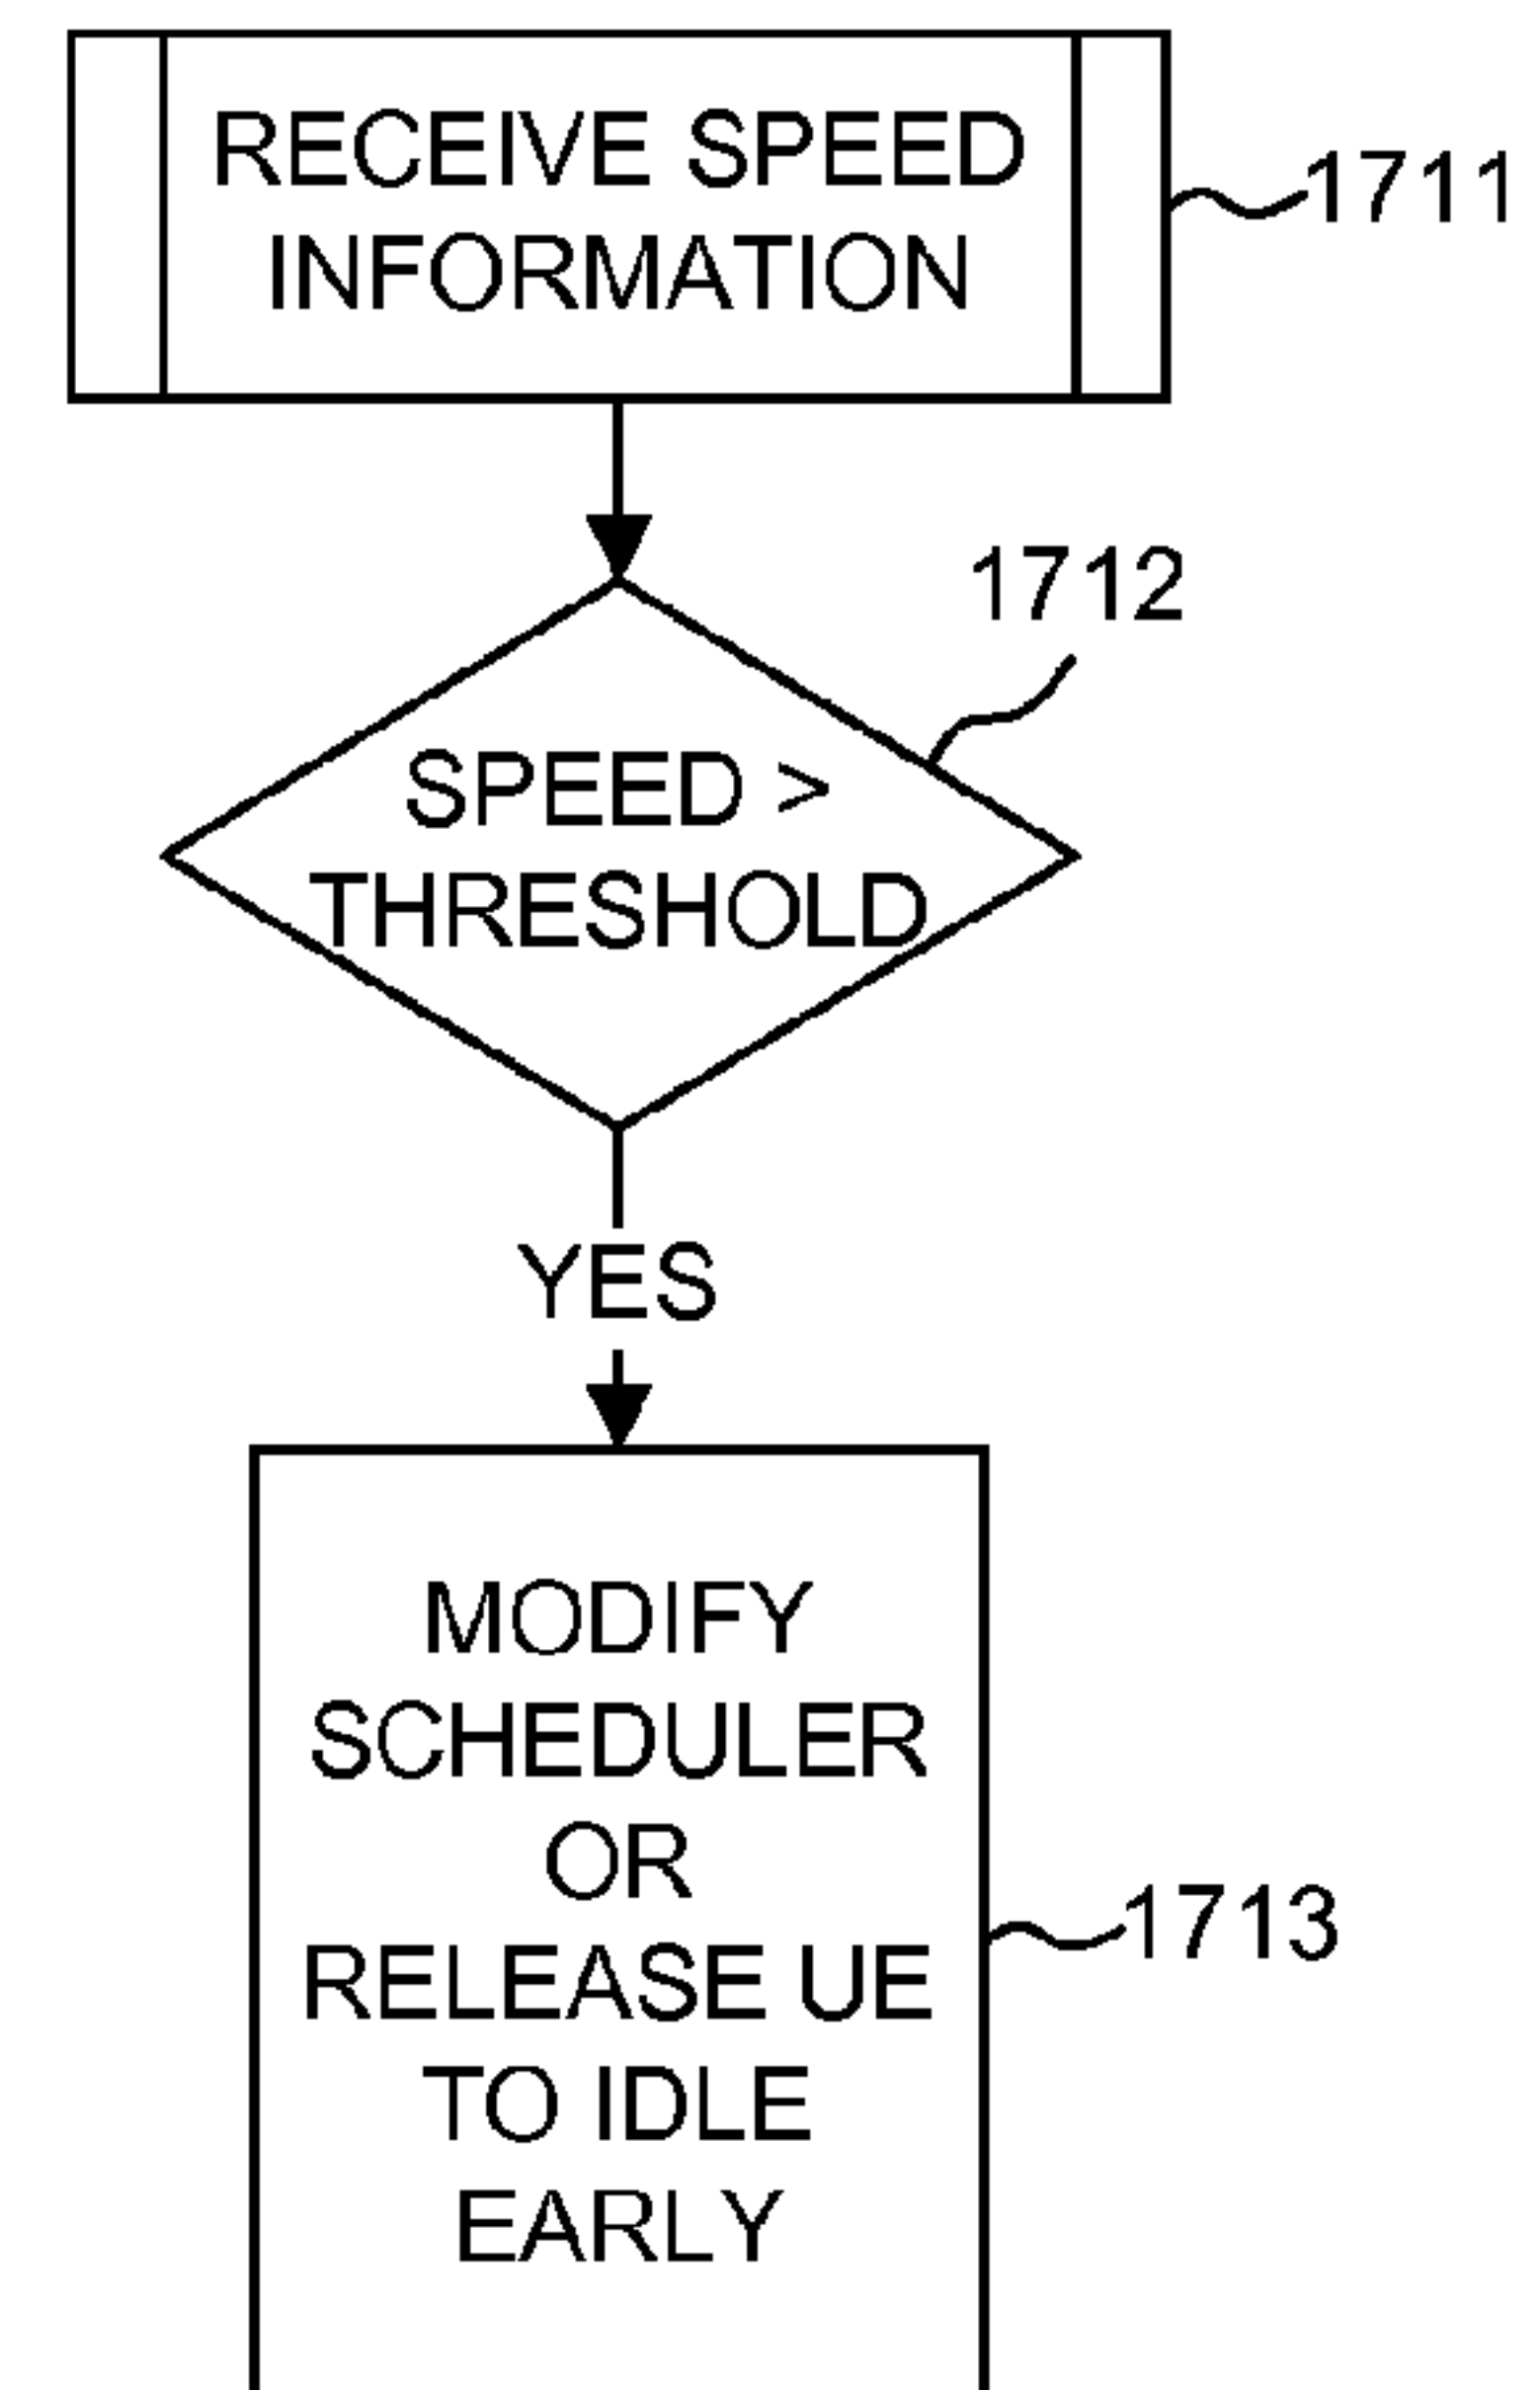 RECEIVE SPEED
INFORMATION
1711
1712
SPEED >
THRESHOLD
YES
MODIFY
SCHEDULER
OR
RELEASE UE
TO IDLE
EARLY
1713